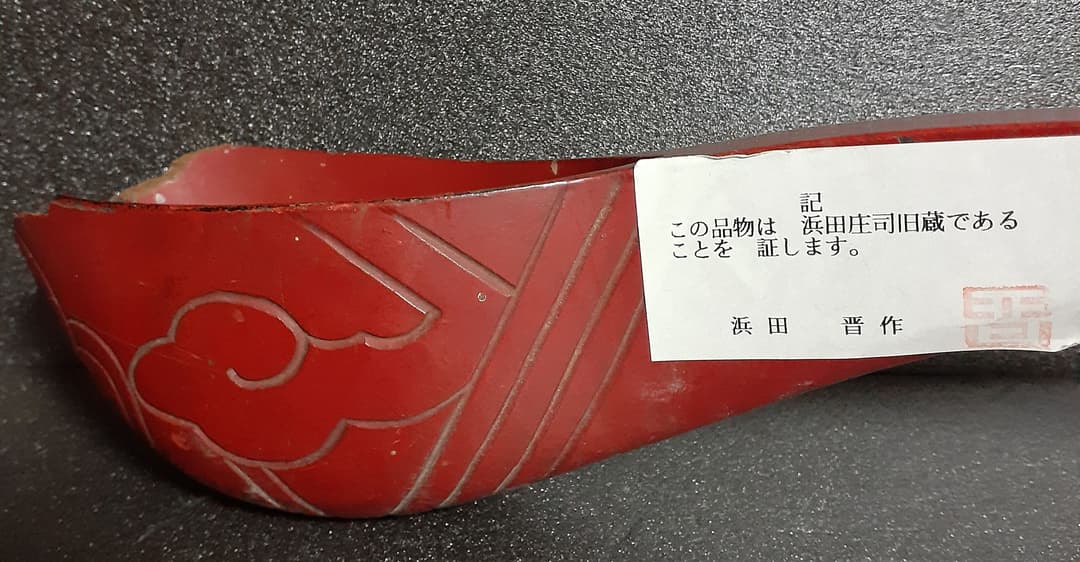 記
この品物は　浜田庄司旧蔵である
ことを　証します。
浜田　晋作
晋